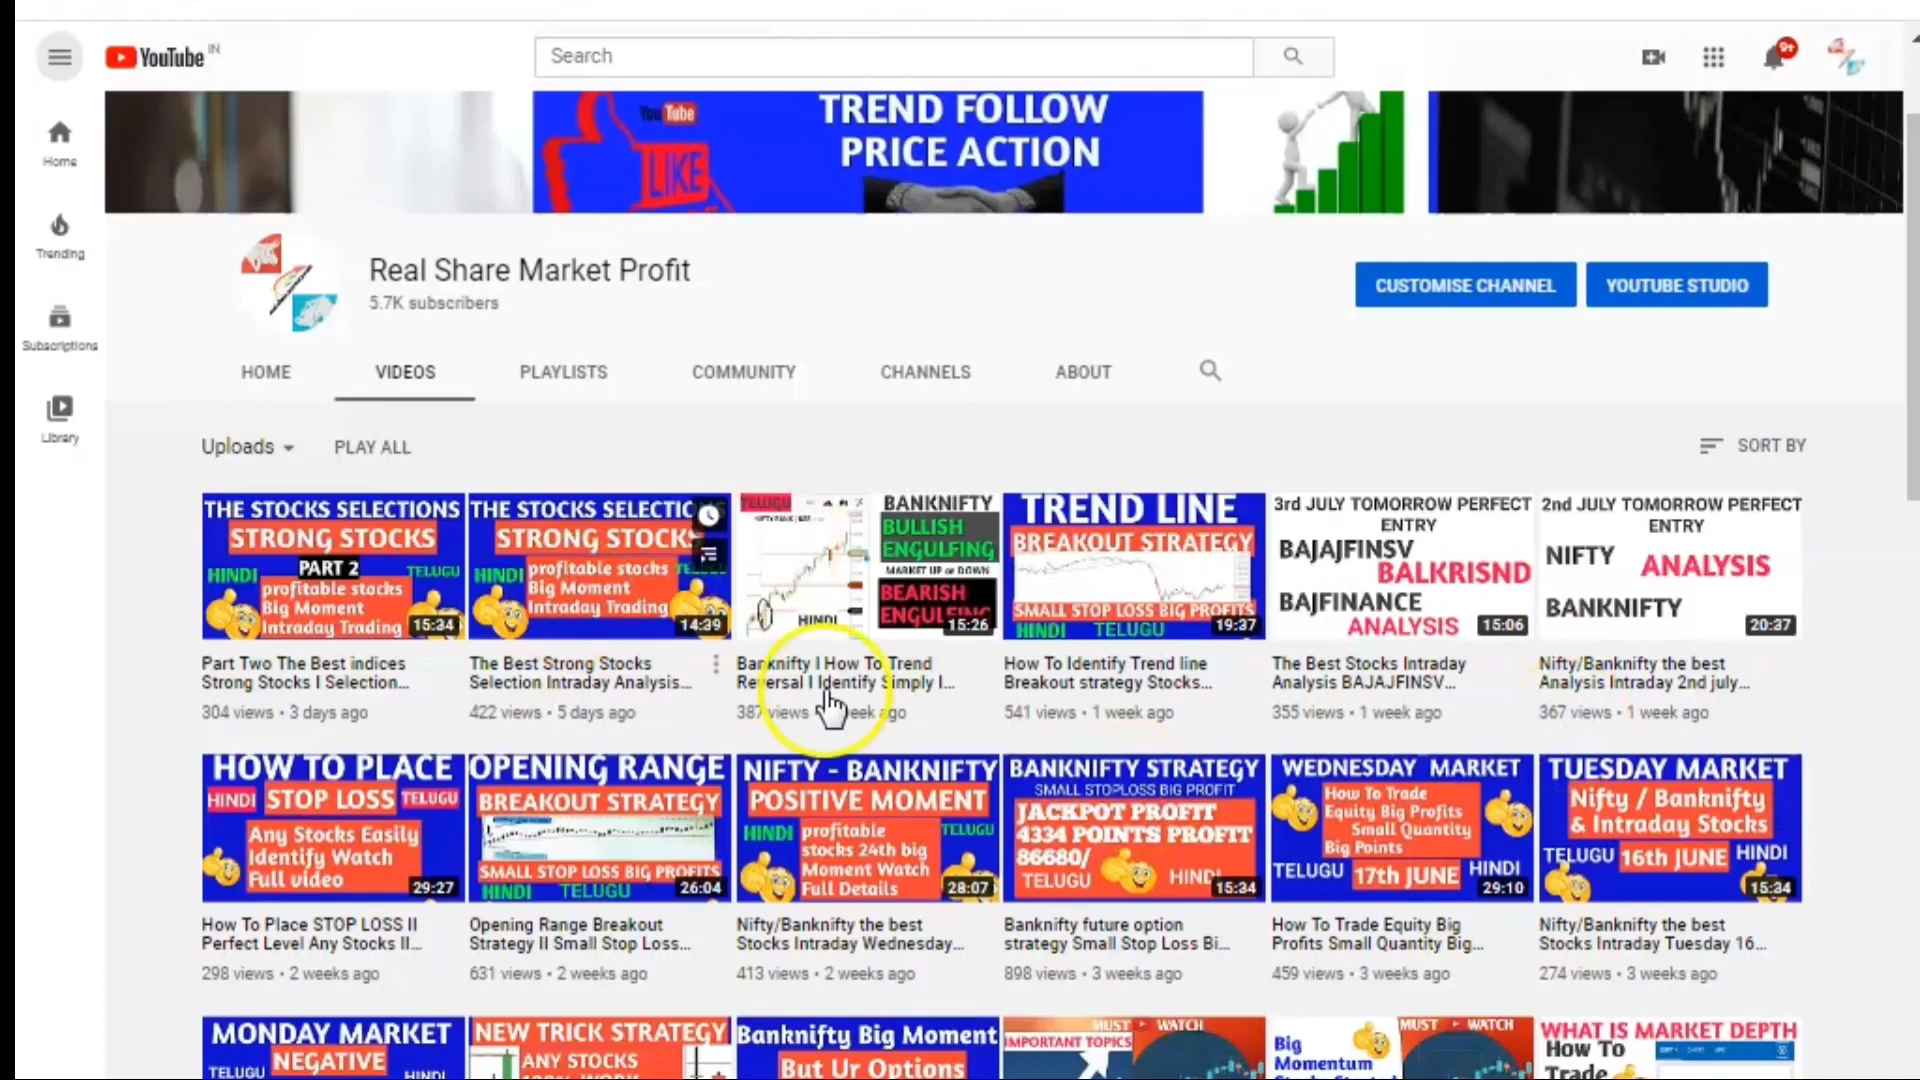 YouTube IN
Search
9+
Home
Trending
Subscriptions
Library
YouTube
LIKE
TREND FOLLOW
PRICE ACTION
Real Share Market Profit
5.7K subscribers
CUSTOMISE CHANNEL
YOUTUBE STUDIO
HOME
VIDEOS
PLAYLISTS
COMMUNITY
CHANNELS
ABOUT
Uploads
PLAY ALL
SORT BY
THE STOCKS SELECTIONS
STRONG STOCKS
PART 2
HINDI
TELUGU
profitable stocks
Big Moment
Intraday Trading
15:34
Part Two The Best indices
Strong Stocks I Selection...
304 views • 3 days ago
THE STOCKS SELECTIO
STRONG STOCKS
HINDI
profitable stocks
Big Moment
Intraday Trading
14:39
The Best Strong Stocks
Selection Intraday Analysis...
422 views • 5 days ago
TELUGU
BANKNIFTY
BULLISH
ENGULFING
MARKET UP or DOWN
BEARISH
ENGULFING
HINDI
15:26
Banknifty I How To Trend
Reversal I Identify Simply I...
387 views
week ago
TREND LINE
BREAKOUT STRATEGY
SMALL STOP LOSS BIG PROFITS
HINDI TELUGU
19:37
How To Identify Trend line
Breakout strategy Stocks...
541 views • 1 week ago
3rd JULY TOMORROW PERFECT
ENTRY
BAJAJFINSV
BALKRISND
BAJFINANCE
ANALYSIS
15:06
The Best Stocks Intraday
Analysis BAJAJFINSV...
355 views • 1 week ago
2nd JULY TOMORROW PERFECT
ENTRY
NIFTY
ANALYSIS
BANKNIFTY
20:37
Nifty/Banknifty the best
Analysis Intraday 2nd july...
367 views • 1 week ago
HOW TO PLACE
HINDI STOP LOSS TELUGU
Any Stocks Easily
Identify Watch
Full video
29:27
How To Place STOP LOSS II
Perfect Level Any Stocks II...
298 views • 2 weeks ago
OPENING RANGE
BREAKOUT STRATEGY
SMALL STOP LOSS BIG PROFITS
HINDI TELUGU
26:04
Opening Range Breakout
Strategy II Small Stop Loss...
631 views • 2 weeks ago
NIFTY - BANKNIFTY
POSITIVE MOMENT
HINDI
TELUGU
profitable
stocks 24th big
Moment Watch
Full Details
28:07
Nifty/Banknifty the best
Stocks Intraday Wednesday...
413 views • 2 weeks ago
BANKNIFTY STRATEGY
SMALL STOPLOSS BIG PROFIT
JACKPOT PROFIT
4334 POINTS PROFIT
86680/
TELUGU
HINDI
15:34
Banknifty future option
strategy Small Stop Loss Bi...
898 views • 3 weeks ago
WEDNESDAY MARKET
How To Trade
Equity Big Profits
Small Quantity
Big Points
TELUGU 17th JUNE HINDI
29:10
How To Trade Equity Big
Profits Small Quantity Big...
459 views • 3 weeks ago
TUESDAY MARKET
Nifty / Banknifty
& Intraday Stocks
TELUGU 16th JUNE HINDI
15:34
Nifty/Banknifty the best
Stocks Intraday Tuesday 16...
274 views • 3 weeks ago
MONDAY MARKET
NEGATIVE
TELUGU
HINDI
NEW TRICK STRATEGY
ANY STOCKS
Banknifty Big Moment
But Ur Options
MUST WATCH
IMPORTANT TOPICS
MUST WATCH
Big
Momentum
WHAT IS MARKET DEPTH
How To
Trade